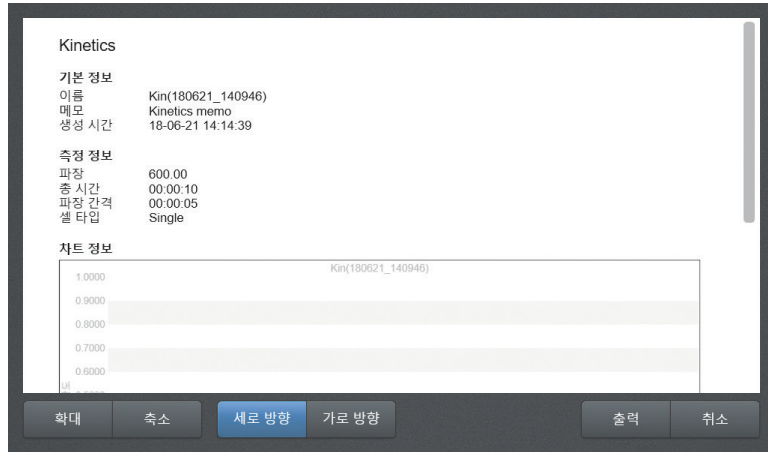 Kinetics
기본 정보
이름 Kin(180621_140946)
메모 Kinetics memo
생성 시간 18-06-21 14:14:39
측정 정보
파장 600.00
총 시간 00:00:10
파장 간격 00:00:05
셀 타입 Single
차트 정보
Kin(180621_140946)
1.0000
0.9000
0.8000
0.7000
0.6000
확대 축소 세로 방향 가로 방향 출력 취소